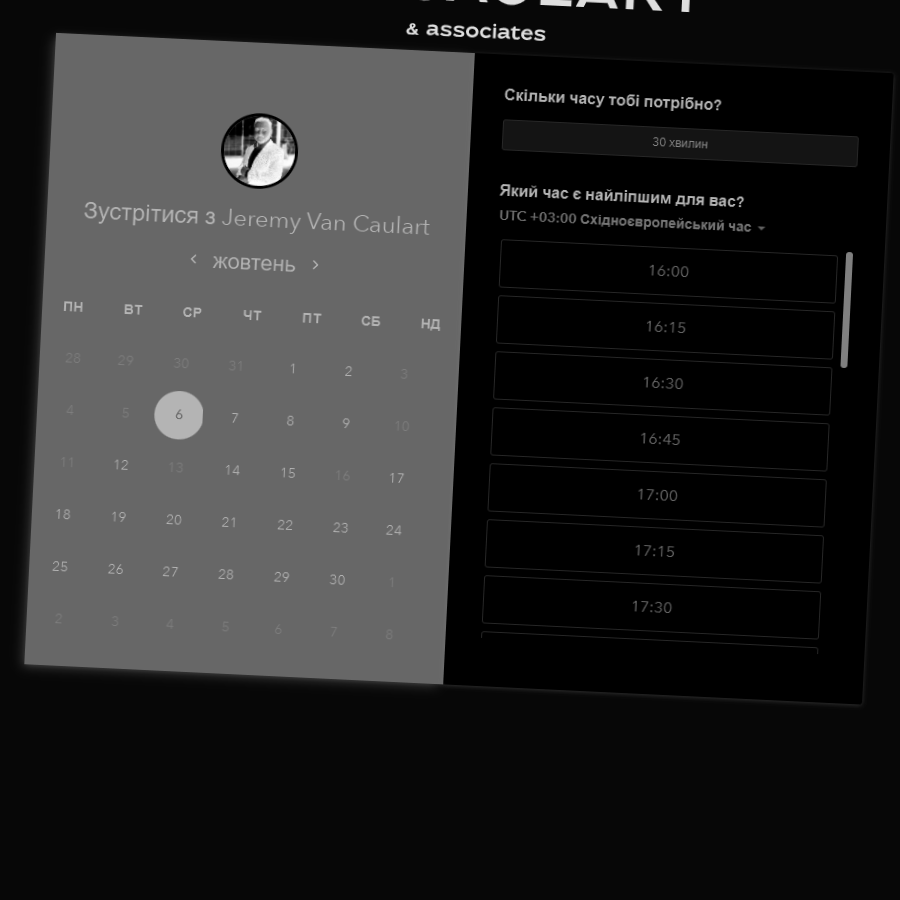 & associates
Зустрітися з Jeremy Van Caulart
жовтень
ПН ВТ СР ЧТ ПТ СБ НД
28 29 30 31 1 2 3
4 5 6 7 8 9 10
11 12 13 14 15 16 17
18 19 20 21 22 23 24
25 26 27 28 29 30 1
2 3 4 5 6 7 8
Скільки часу тобі потрібно?
30 хвилин
Який час є найліпшим для вас?
UTC +03:00 Східноєвропейський час
16:00
16:15
16:30
16:45
17:00
17:15
17:30